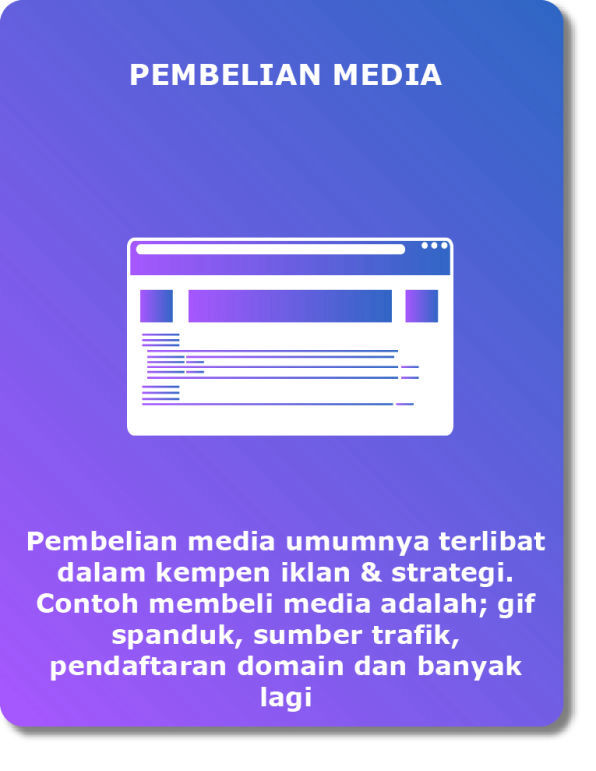 PEMBELIAN MEDIA
Pembelian media umumnya terlibat
dalam kempen iklan & strategi.
Contoh membeli media adalah; gif
spanduk, sumber trafik,
pendaftaran domain dan banyak
lagi